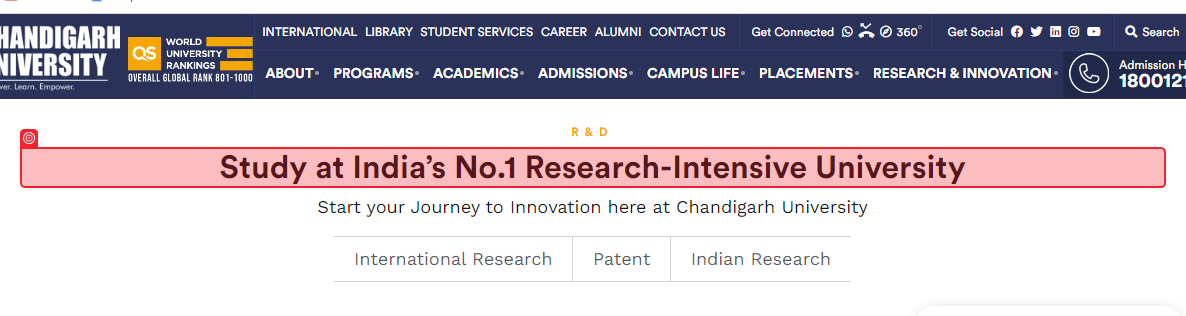 INTERNATIONAL LIBRARY STUDENT SERVICES CAREER ALUMNI CONTACT US Get Connected 360° Get Social Search
HANDIGARH
NIVERSITY
ver. Learn. Empower.
QS WORLD
UNIVERSITY
RANKINGS
OVERALL GLOBAL RANK 801-1000
ABOUT PROGRAMS ACADEMICS ADMISSIONS CAMPUS LIFE PLACEMENTS RESEARCH & INNOVATION
Admission H
1800121
R & D
Study at India’s No.1 Research-Intensive University
Start your Journey to Innovation here at Chandigarh University
International Research Patent Indian Research